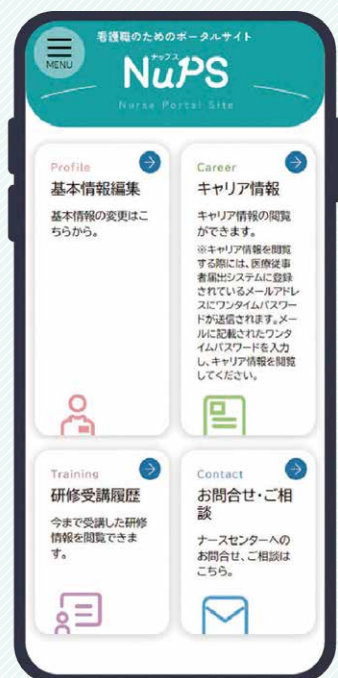 MENU
看護職のためのポータルサイト
ナップス
NuPS
Nurse Portal Site
Profile
基本情報編集
基本情報の変更はこ
ちらから。
Career
キャリア情報
キャリア情報の閲覧
ができます。
※キャリア情報を閲覧
する際には、医療従事
者届出システムに登録
されているメールアドレ
スにワンタイムパスワー
ドが送信されます。メー
ルに記載されたワンタ
イムパスワードを入力
し、キャリア情報を閲覧
してください。
Training
研修受講履歴
今まで受講した研修
情報を閲覧できま
す。
Contact
お問合せ・ご相
談
ナースセンターへの
お問合せ、ご相談は
こちら。